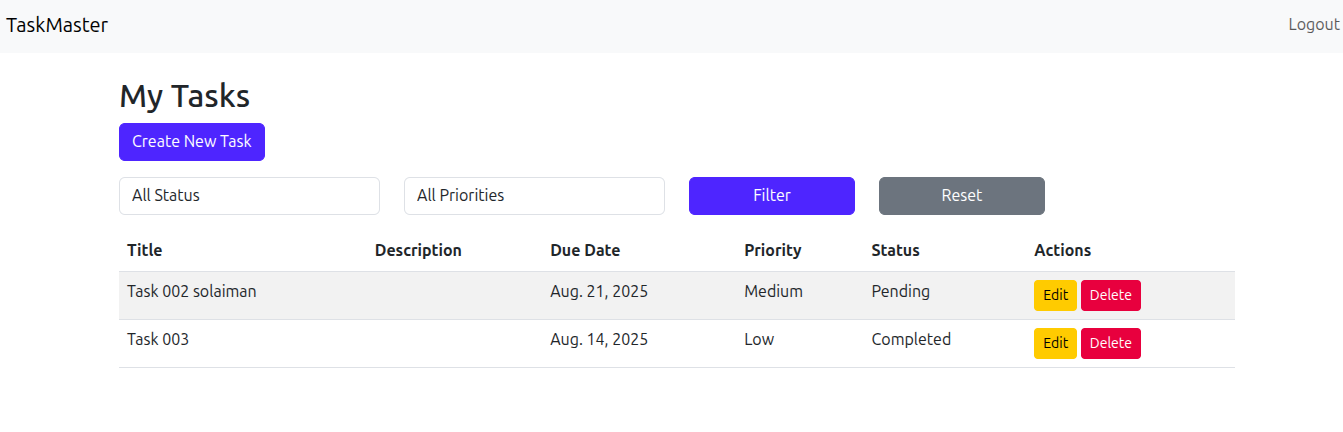 TaskMaster Logout
My Tasks
Create New Task
All Status All Priorities Filter Reset
Title Description Due Date Priority Status Actions
Task 002 solaiman Aug. 21, 2025 Medium Pending Edit Delete
Task 003 Aug. 14, 2025 Low Completed Edit Delete